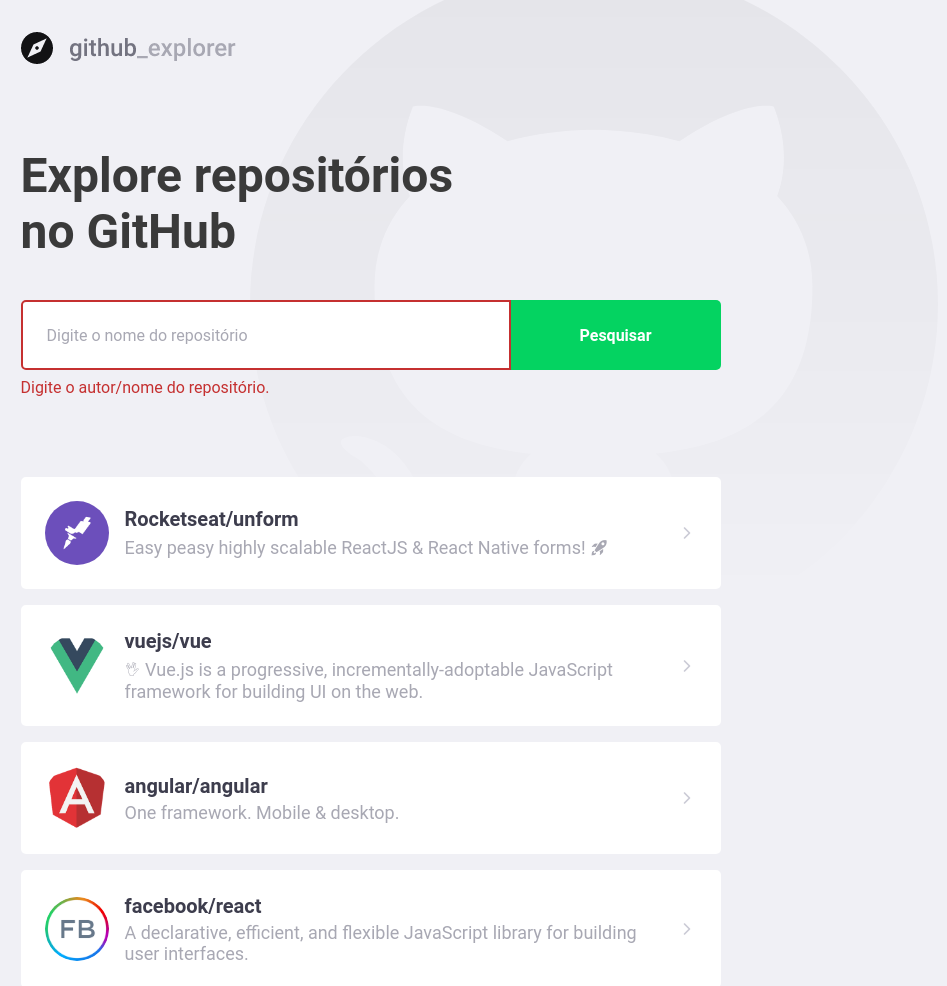 github_explorer
Explore repositórios
no GitHub
Digite o nome do repositório
Pesquisar
Digite o autor/nome do repositório.
Rocketseat/unform
Easy peasy highly scalable ReactJS & React Native forms! 🚀
vuejs/vue
🖖 Vue.js is a progressive, incrementally-adoptable JavaScript
framework for building UI on the web.
angular/angular
One framework. Mobile & desktop.
FB
facebook/react
A declarative, efficient, and flexible JavaScript library for building
user interfaces.